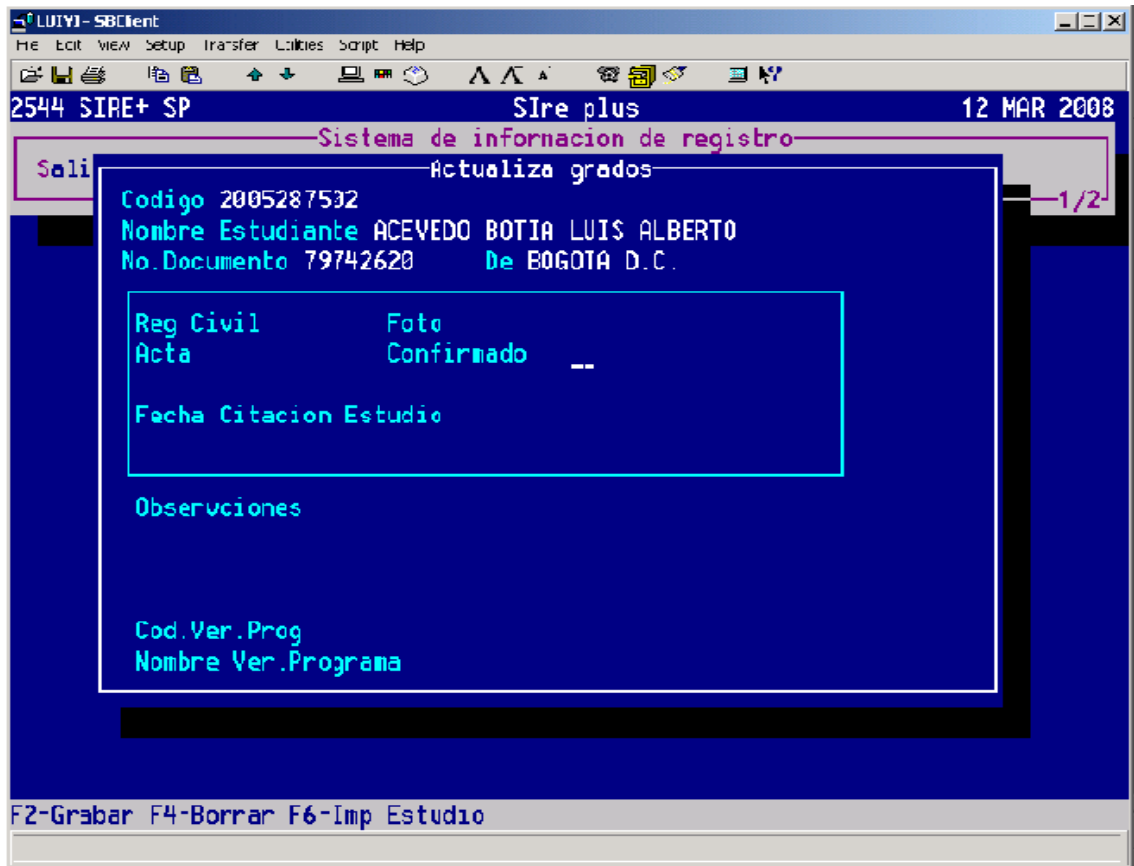 LUIYI - SBClient
File Edit View Setup Transfer Utilities Script Help
2544 SIRE+ SP SIre plus 12 MAR 2008
Sistema de informacion de registro
Sali Actualiza grados
1/2
Codigo 2005287502
Nombre Estudiante ACEVEDO BOTIA LUIS ALBERTO
No.Documento 79742620 De BOGOTA D.C.
Reg Civil Foto
Acta Confirmado
Fecha Citacion Estudio
Observciones
Cod.Ver.Prog
Nombre Ver.Programa
F2-Grabar F4-Borrar F6-Imp Estudio